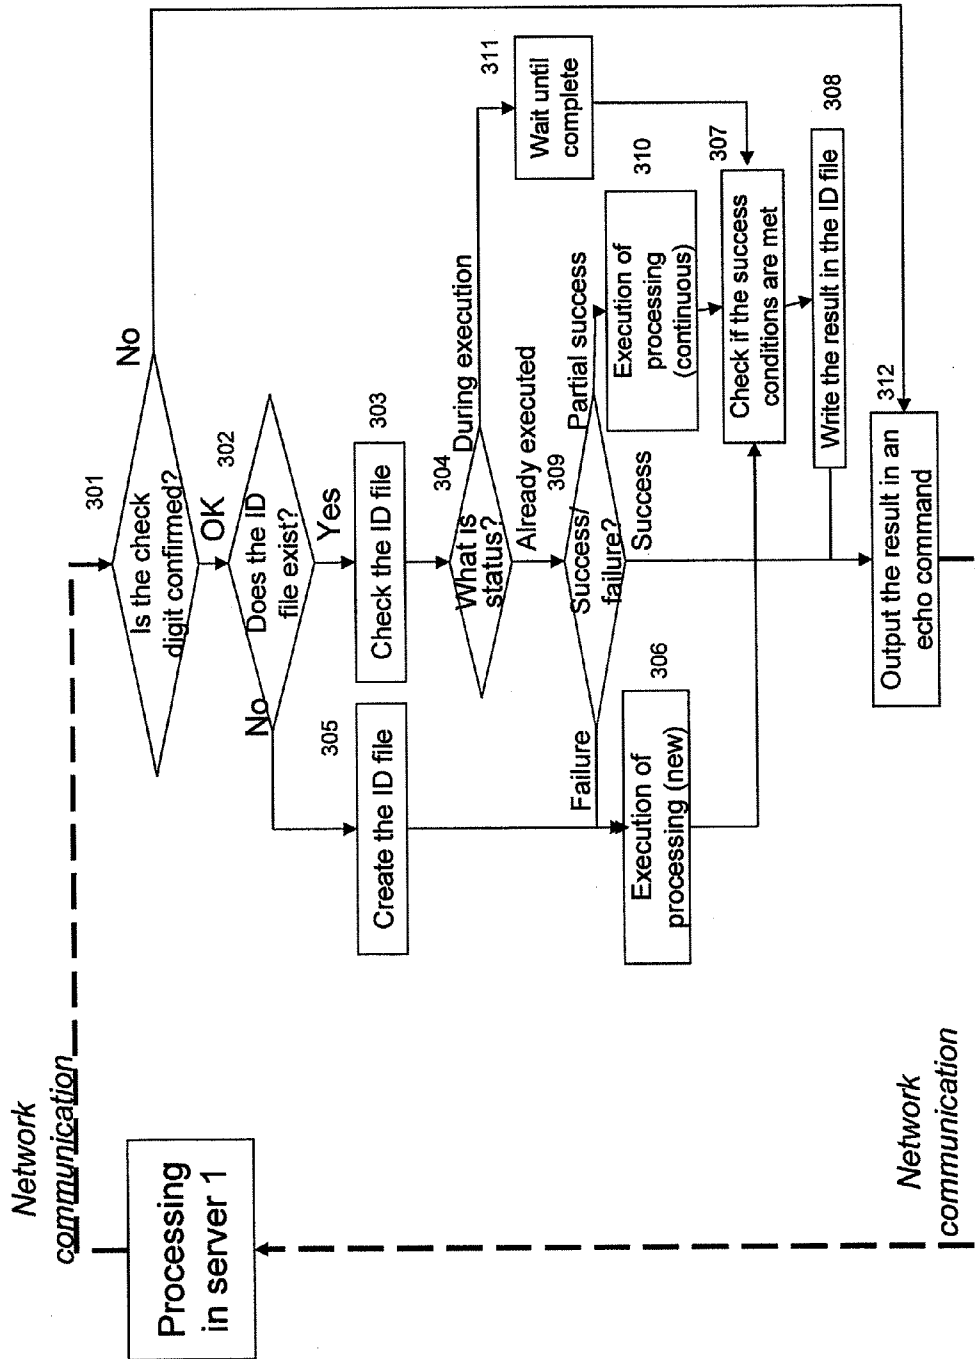 Network
communication
Processing
in server 1
301
Is the check
digit confirmed?
No
OK
302
Does the ID
file exist?
No
Yes
305
Create the ID file
303
Check the ID file
304
What is
status?
During execution
311
Wait until
complete
Already executed
309
Success/
failure?
Failure
Partial success
Success
306
Execution of
processing (new)
310
Execution of
processing
(continuous)
307
Check if the success
conditions are met
308
Write the result in the ID file
312
Output the result in an
echo command
Network
communication